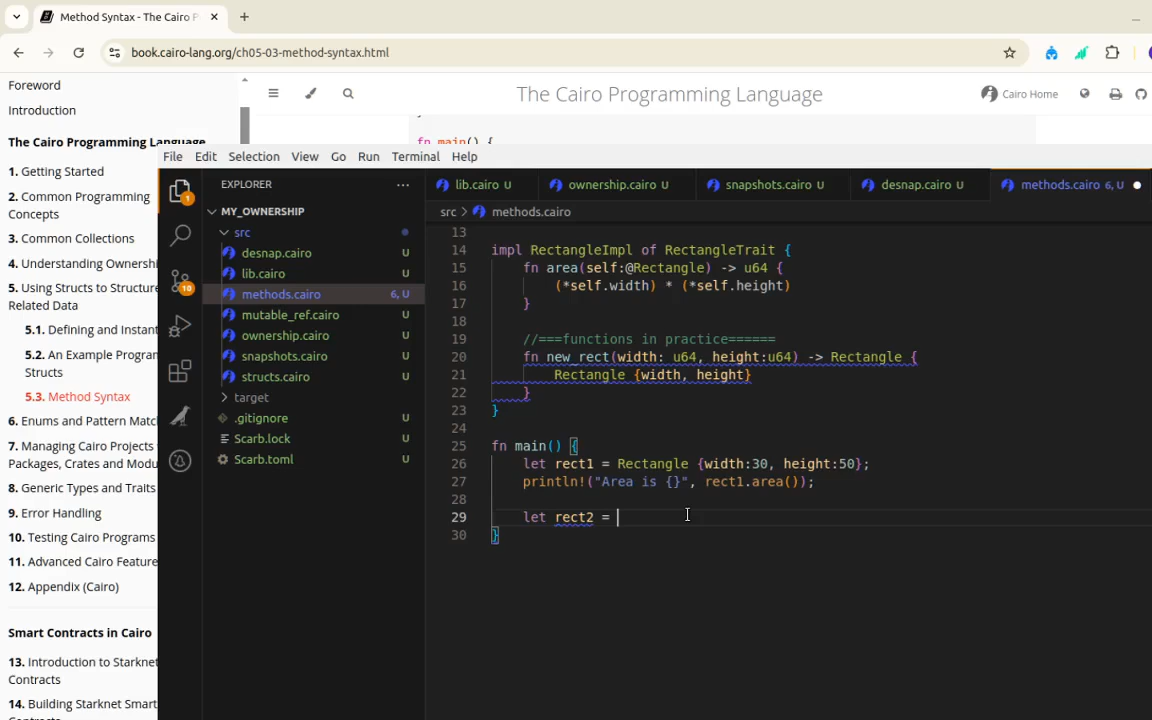 Method Syntax - The Cairo P
book.cairo-lang.org/ch05-03-method-syntax.html
Foreword
Introduction
The Cairo Programming Language
1. Getting Started
2. Common Programming
Concepts
3. Common Collections
4. Understanding Ownershi
5. Using Structs to Structure
Related Data
5.1. Defining and Instant
5.2. An Example Program
Structs
5.3. Method Syntax
6. Enums and Pattern Matc
7. Managing Cairo Projects
Packages, Crates and Modu
8. Generic Types and Traits
9. Error Handling
10. Testing Cairo Programs
11. Advanced Cairo Feature
12. Appendix (Cairo)
Smart Contracts in Cairo
13. Introduction to Starknet
Contracts
14. Building Starknet Smart
The Cairo Programming Language
Cairo Home
fn main() {
File Edit Selection View Go Run Terminal Help
1
10
EXPLORER
MY_OWNERSHIP
src
desnap.cairo U
lib.cairo U
methods.cairo 6, U
mutable_ref.cairo U
ownership.cairo U
snapshots.cairo U
structs.cairo U
target
.gitignore U
Scarb.lock U
Scarb.toml U
lib.cairo U ownership.cairo U snapshots.cairo U desnap.cairo U methods.cairo 6, U
src > methods.cairo
13
14 impl RectangleImpl of RectangleTrait {
15 fn area(self:@Rectangle) -> u64 {
16 (*self.width) * (*self.height)
17 }
18
19 //===functions in practice======
20 fn new_rect(width: u64, height:u64) -> Rectangle {
21 Rectangle {width, height}
22 }
23 }
24
25 fn main() {
26 let rect1 = Rectangle {width:30, height:50};
27 println!("Area is {}", rect1.area());
28
29 let rect2 =
30 }